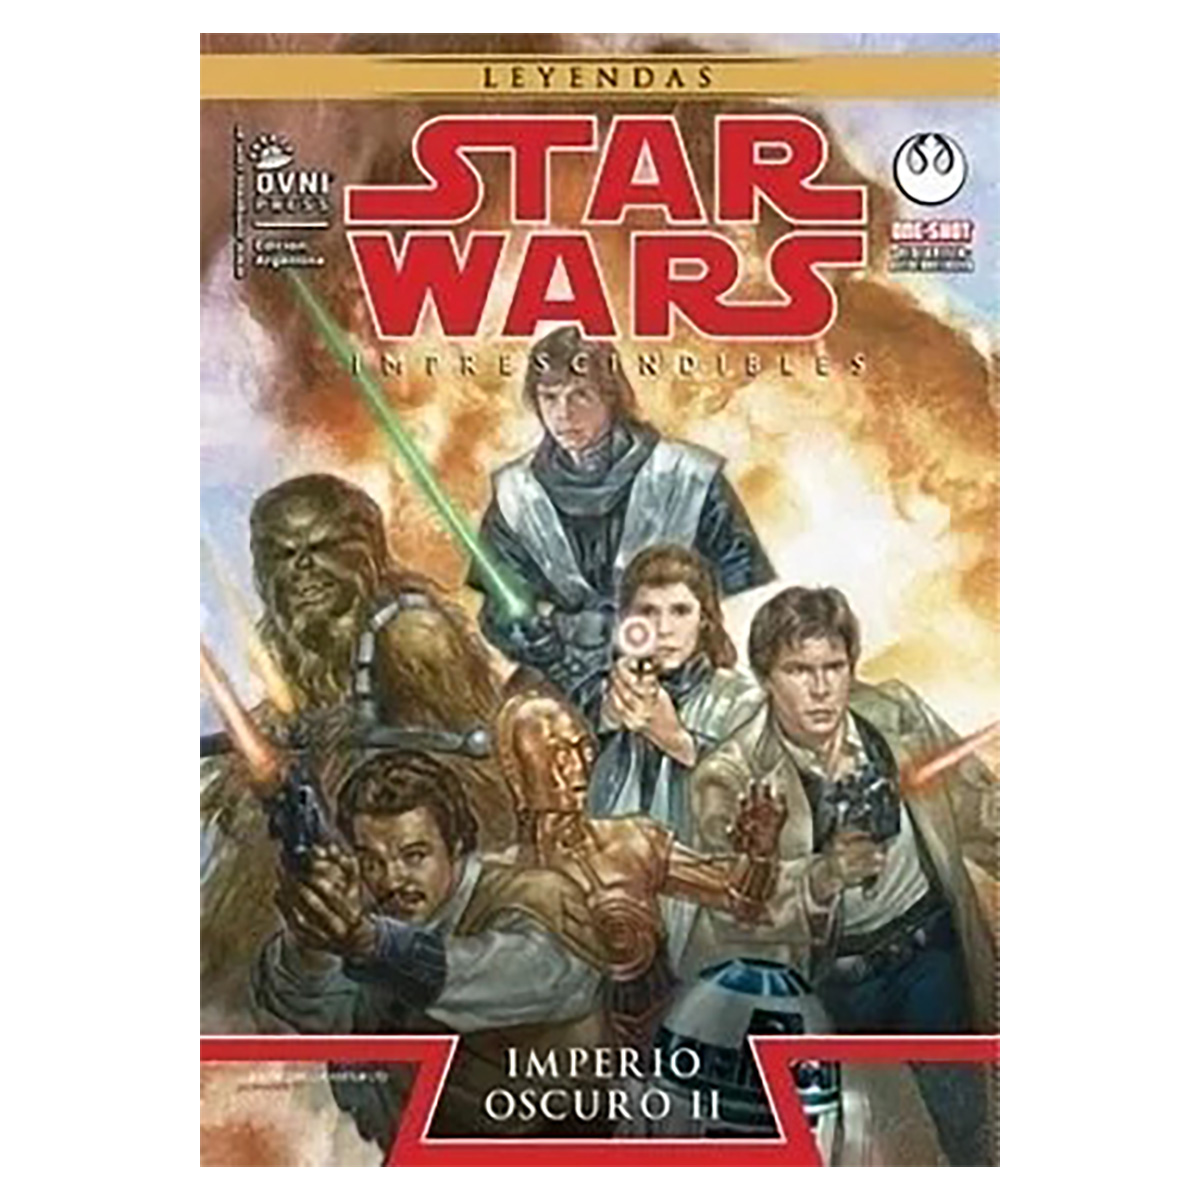 LEYENDAS
OVNI
PRESS
Edición
Argentina
STAR
WARS
IMPRESCINDIBLES
ONE-SHOT
IMPERIO
OSCURO II